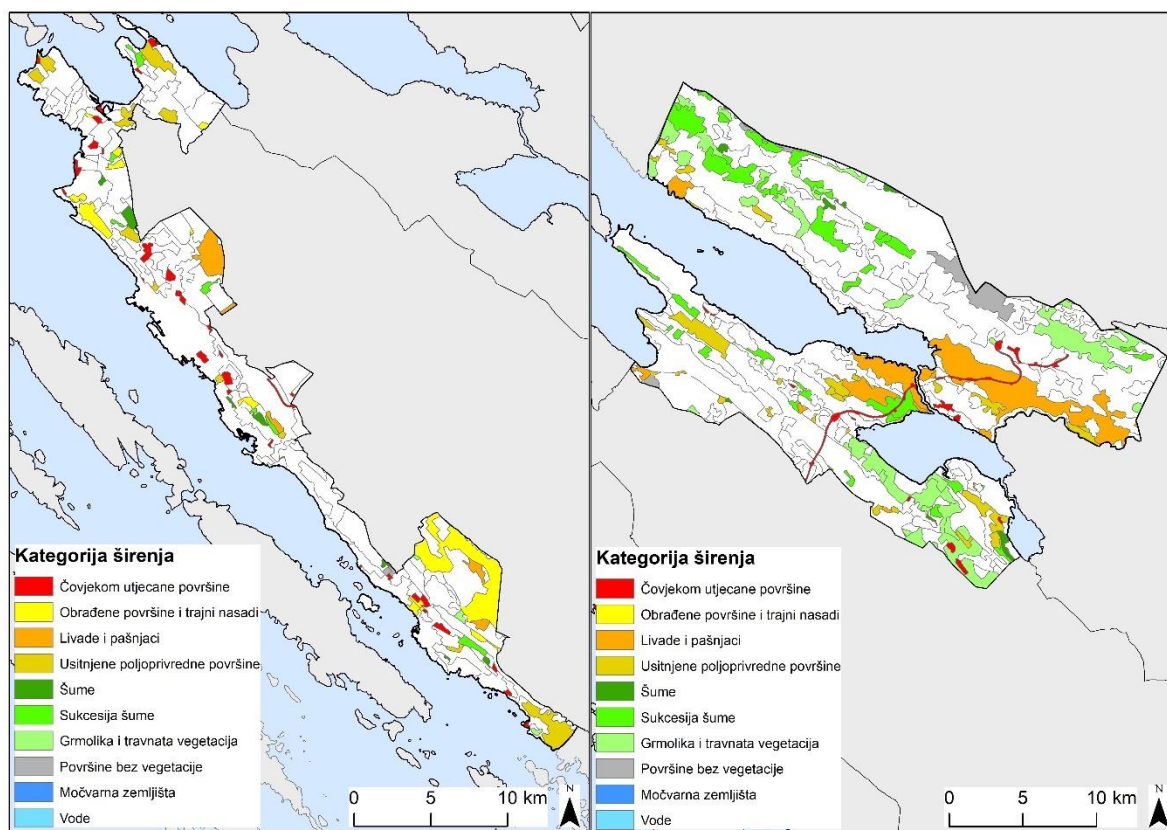 Kategorija širenja
Čovjekom utjecane površine
Obrađene površine i trajni nasadi
Livade i pašnjaci
Usitnjene poljoprivredne površine
Šume
Sukcesija šume
Grmolika i travnata vegetacija
Površine bez vegetacije
Močvarna zemljišta
Vode
0 5 10 km
N
Kategorija širenja
Čovjekom utjecane površine
Obrađene površine i trajni nasadi
Livade i pašnjaci
Usitnjene poljoprivredne površine
Šume
Sukcesija šume
Grmolika i travnata vegetacija
Površine bez vegetacije
Močvarna zemljišta
Vode
0 5 10 km
N